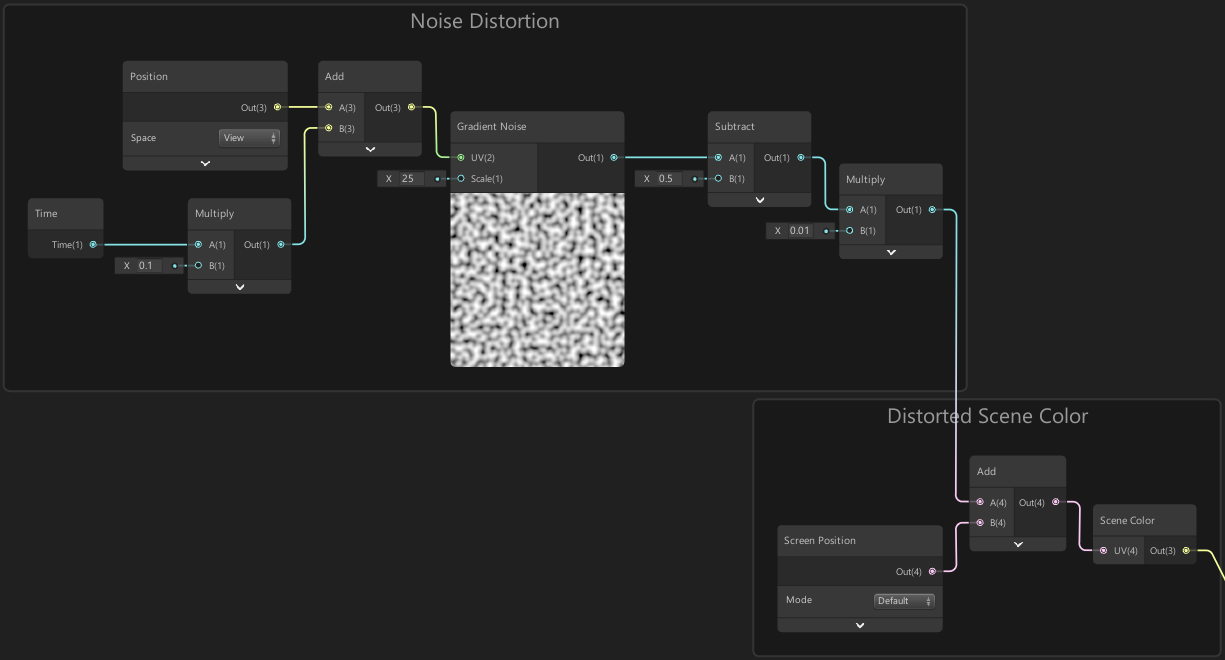 Noise Distortion
Position
Out(3)
Space
View
Add
A(3)
Out(3)
B(3)
Time
Time(1)
X 0.1
Multiply
A(1)
Out(1)
B(1)
Gradient Noise
UV(2)
Out(1)
X 25
Scale(1)
Subtract
A(1)
Out(1)
X 0.5
B(1)
Multiply
A(1)
Out(1)
X 0.01
B(1)
Distorted Scene Color
Screen Position
Out(4)
Mode
Default
Add
A(4)
Out(4)
B(4)
Scene Color
UV(4)
Out(3)